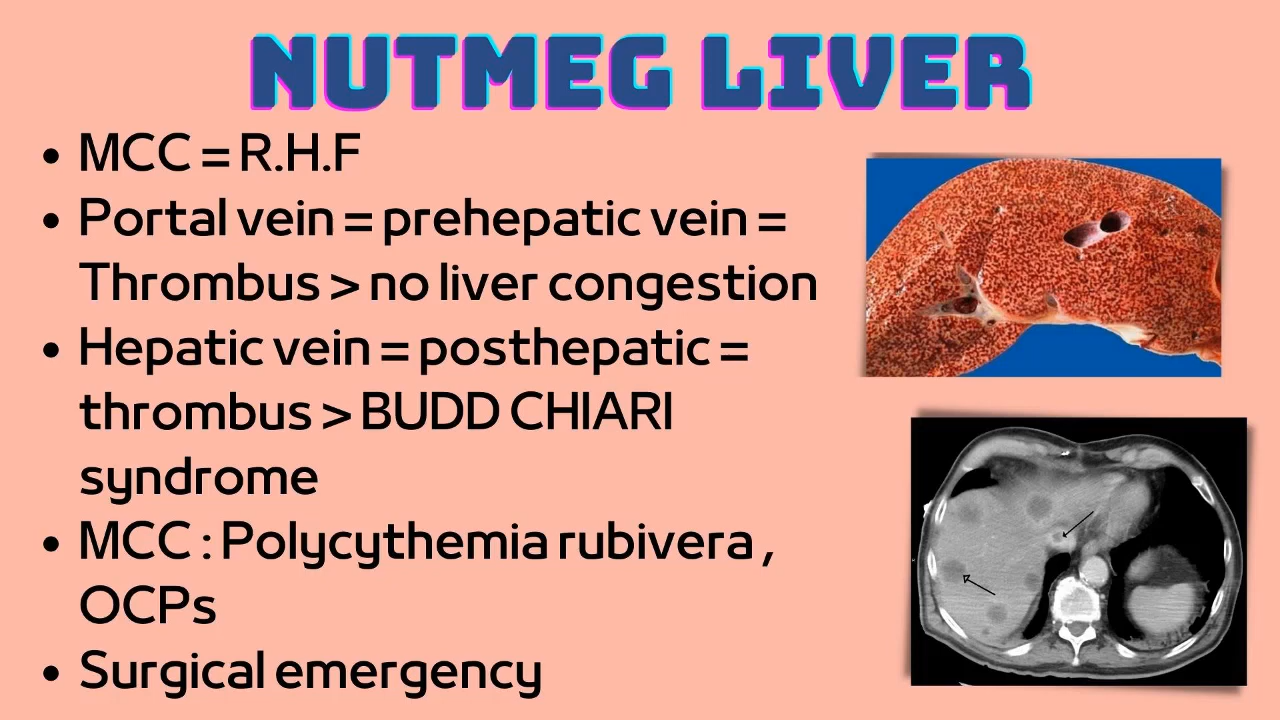 NUTMEG LIVER
• MCC = R.H.F
• Portal vein = prehepatic vein =
Thrombus > no liver congestion
• Hepatic vein = posthepatic =
thrombus > BUDD CHIARI
syndrome
• MCC : Polycythemia rubivera ,
OCPs
• Surgical emergency